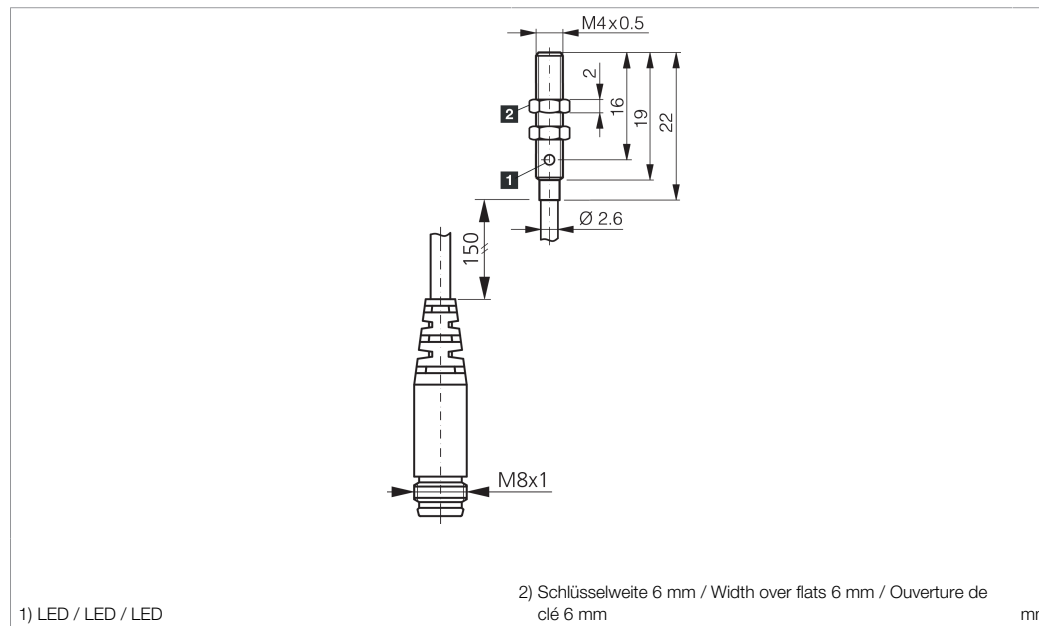 M4x0.5
2
16
19
22
2
1
Ø 2.6
150
M8x1
1) LED / LED / LED
2) Schlüsselweite 6 mm / Width over flats 6 mm / Ouverture de
clé 6 mm